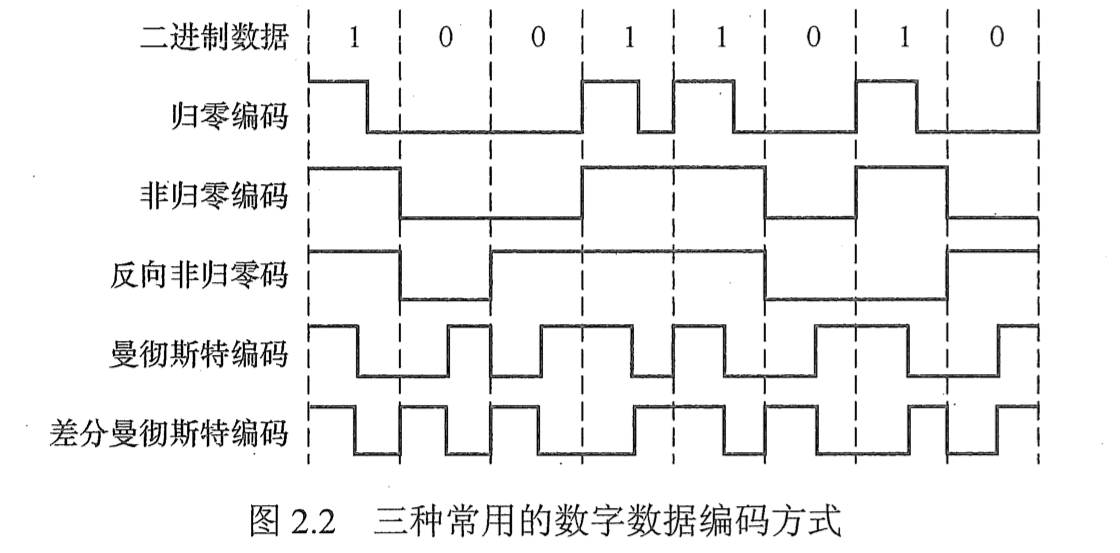 二进制数据 1 0 0 1 1 0 1 0
归零编码
非归零编码
反向非归零码
曼彻斯特编码
差分曼彻斯特编码
图 2.2 三种常用的数字数据编码方式